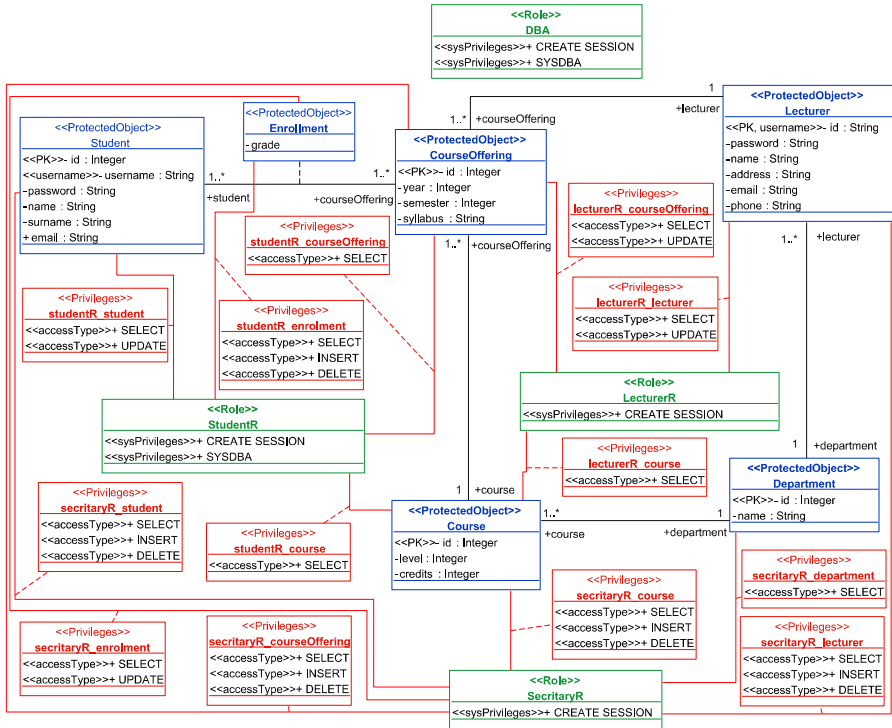 <<Role>>
DBA
<<sysPrivileges>>+ CREATE SESSION
<<sysPrivileges>>+ SYSDBA
<<ProtectedObject>>
Student
<<PK>>- id : Integer
<<username>>- username : String
-password : String
-name : String
-surname : String
+email : String
<<ProtectedObject>>
Enrollment
-grade
1..*
+student
1..*
+courseOffering
<<ProtectedObject>>
CourseOffering
<<PK>>- id : Integer
-year : Integer
-semester : Integer
-syllabus : String
1..*
+courseOffering
1
+lecturer
<<ProtectedObject>>
Lecturer
<<PK, username>>- id : String
-password : String
-name : String
-address : String
-email : String
-phone : String
1..*
+courseOffering
1..*
+lecturer
<<Privileges>>
studentR_courseOffering
<<accessType>>+ SELECT
<<Privileges>>
lecturerR_courseOffering
<<accessType>>+ SELECT
<<accessType>>+ UPDATE
<<Privileges>>
studentR_student
<<accessType>>+ SELECT
<<accessType>>+ UPDATE
<<Privileges>>
studentR_enrolment
<<accessType>>+ SELECT
<<accessType>>+ INSERT
<<accessType>>+ DELETE
<<Privileges>>
lecturerR_lecturer
<<accessType>>+ SELECT
<<accessType>>+ UPDATE
<<Role>>
StudentR
<<sysPrivileges>>+ CREATE SESSION
<<sysPrivileges>>+ SYSDBA
<<Role>>
LecturerR
<<sysPrivileges>>+ CREATE SESSION
<<Privileges>>
lecturerR_course
<<accessType>>+ SELECT
1
+department
<<ProtectedObject>>
Department
<<PK>>- id : Integer
-name : String
1
+course
<<ProtectedObject>>
Course
<<PK>>- id : Integer
-level : Integer
-credits : Integer
1..*
+course
1
+department
<<Privileges>>
secritaryR_student
<<accessType>>+ SELECT
<<accessType>>+ INSERT
<<accessType>>+ DELETE
<<Privileges>>
studentR_course
<<accessType>>+ SELECT
<<Privileges>>
secritaryR_course
<<accessType>>+ SELECT
<<accessType>>+ INSERT
<<accessType>>+ DELETE
<<Privileges>>
secritaryR_department
<<accessType>>+ SELECT
<<Privileges>>
secritaryR_enrolment
<<accessType>>+ SELECT
<<accessType>>+ UPDATE
<<Privileges>>
secritaryR_courseOffering
<<accessType>>+ SELECT
<<accessType>>+ INSERT
<<accessType>>+ DELETE
<<Privileges>>
secritaryR_lecturer
<<accessType>>+ SELECT
<<accessType>>+ INSERT
<<accessType>>+ DELETE
<<Role>>
SecritaryR
<<sysPrivileges>>+ CREATE SESSION